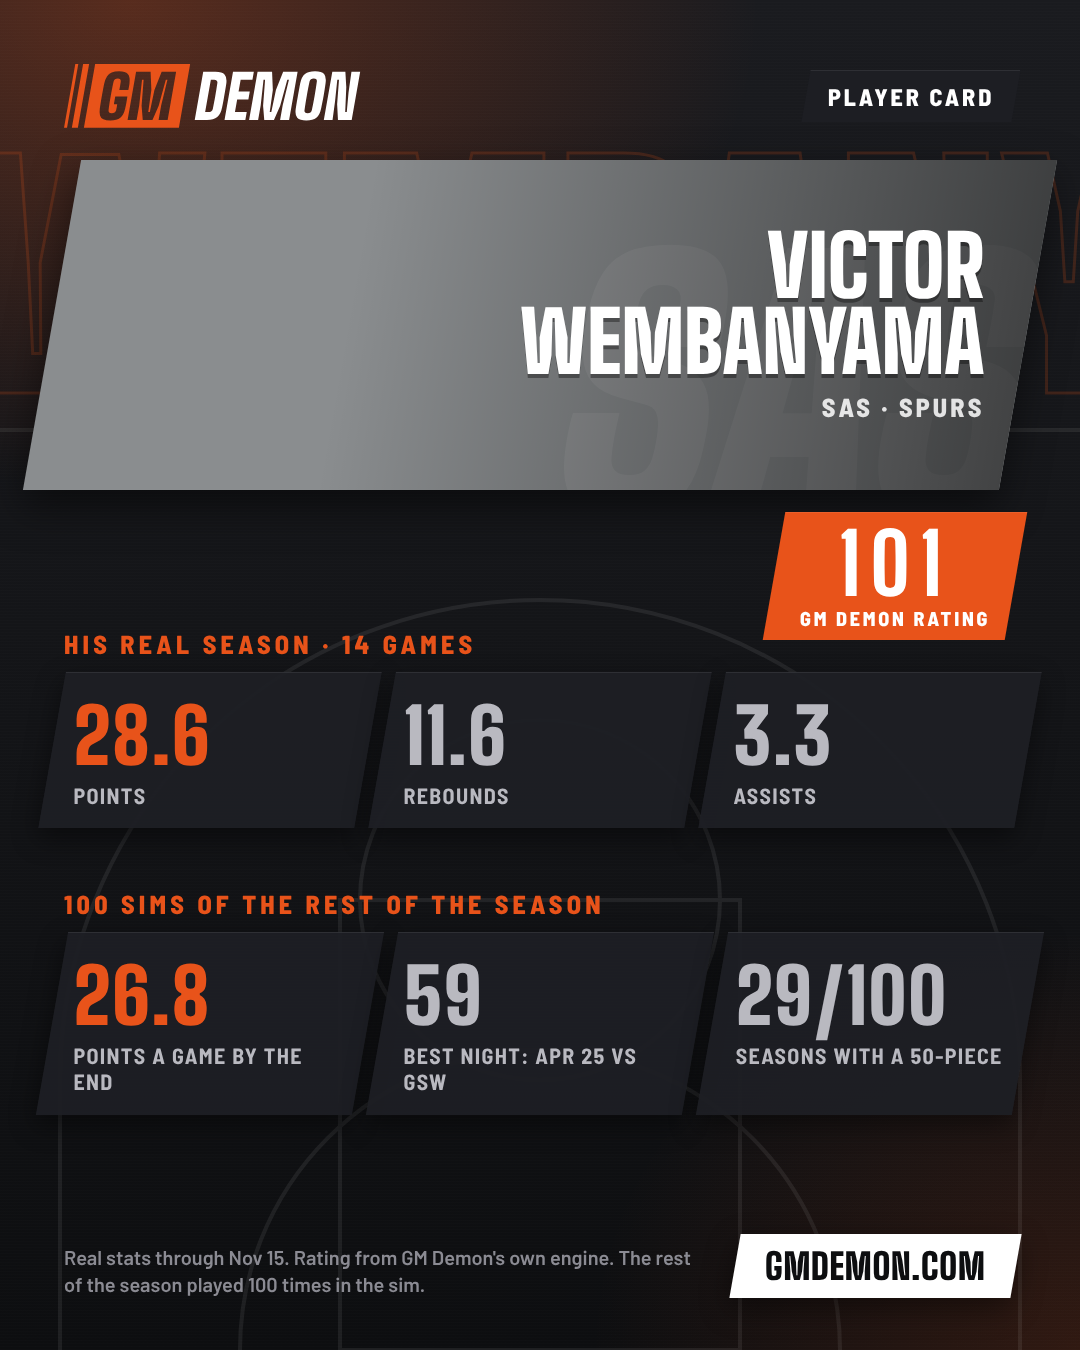 GM DEMON
PLAYER CARD
WEMBANYAMA
SAS
VICTOR
WEMBANYAMA
SAS · SPURS
101
GM DEMON RATING
HIS REAL SEASON · 14 GAMES
28.6
POINTS
11.6
REBOUNDS
3.3
ASSISTS
100 SIMS OF THE REST OF THE SEASON
26.8
POINTS A GAME BY THE
END
59
BEST NIGHT: APR 25 VS
GSW
29/100
SEASONS WITH A 50-PIECE
Real stats through Nov 15. Rating from GM Demon's own engine. The rest
of the season played 100 times in the sim.
GMDEMON.COM